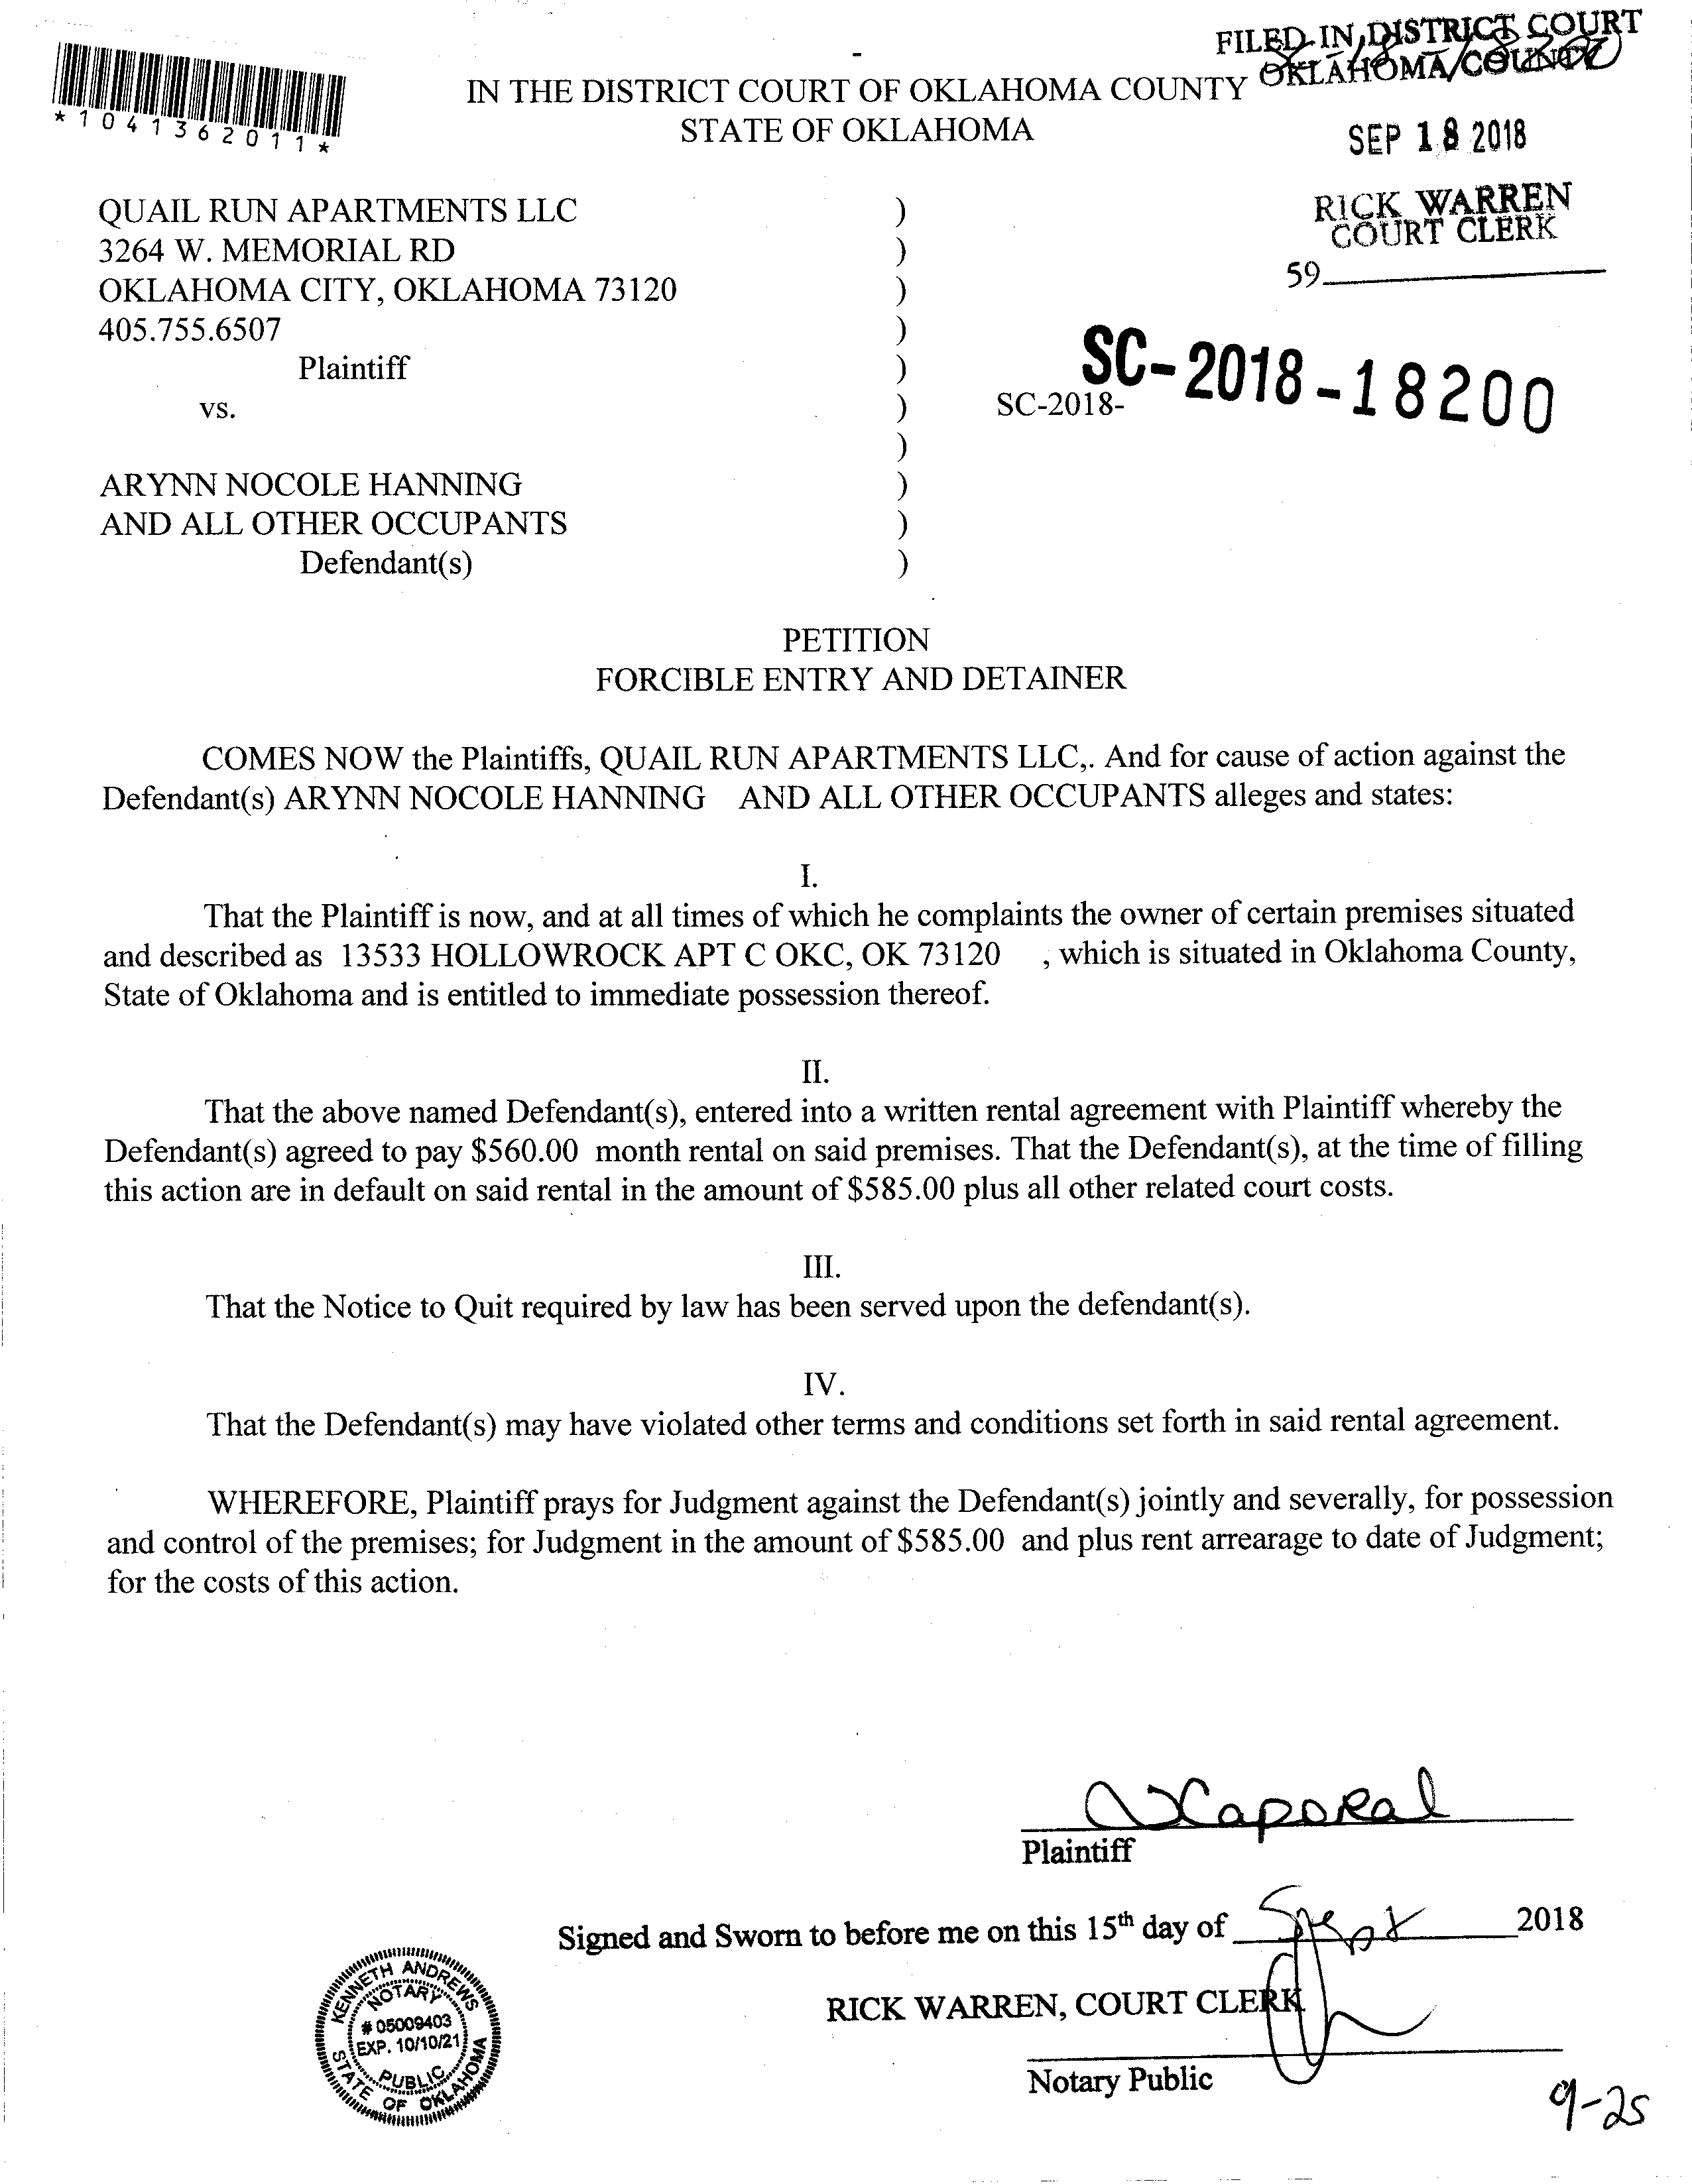 FILED IN DISTRICT COURT
OKLAHOMA COUNTY
*1041362011*
IN THE DISTRICT COURT OF OKLAHOMA COUNTY
STATE OF OKLAHOMA
SEP 18 2018
RICK WARREN
COURT CLERK
59
QUAIL RUN APARTMENTS LLC )
3264 W. MEMORIAL RD )
OKLAHOMA CITY, OKLAHOMA 73120 )
405.755.6507 )
Plaintiff )
vs. ) SC-2018- SC-2018-18200
)
ARYNN NOCOLE HANNING )
AND ALL OTHER OCCUPANTS )
Defendant(s) )
PETITION
FORCIBLE ENTRY AND DETAINER
COMES NOW the Plaintiffs, QUAIL RUN APARTMENTS LLC,. And for cause of action against the
Defendant(s) ARYNN NOCOLE HANNING AND ALL OTHER OCCUPANTS alleges and states:
I.
That the Plaintiff is now, and at all times of which he complaints the owner of certain premises situated
and described as 13533 HOLLOWROCK APT C OKC, OK 73120 , which is situated in Oklahoma County,
State of Oklahoma and is entitled to immediate possession thereof.
II.
That the above named Defendant(s), entered into a written rental agreement with Plaintiff whereby the
Defendant(s) agreed to pay $560.00 month rental on said premises. That the Defendant(s), at the time of filling
this action are in default on said rental in the amount of $585.00 plus all other related court costs.
III.
That the Notice to Quit required by law has been served upon the defendant(s).
IV.
That the Defendant(s) may have violated other terms and conditions set forth in said rental agreement.
WHEREFORE, Plaintiff prays for Judgment against the Defendant(s) jointly and severally, for possession
and control of the premises; for Judgment in the amount of $585.00 and plus rent arrearage to date of Judgment;
for the costs of this action.
Plaintiff
Signed and Sworn to before me on this 15th day of Sept 2018
RICK WARREN, COURT CLERK
Notary Public
KENNETH ANDREWS
NOTARY
# 05009403
EXP. 10/10/21
PUBLIC
STATE OF OKLAHOMA
9-25